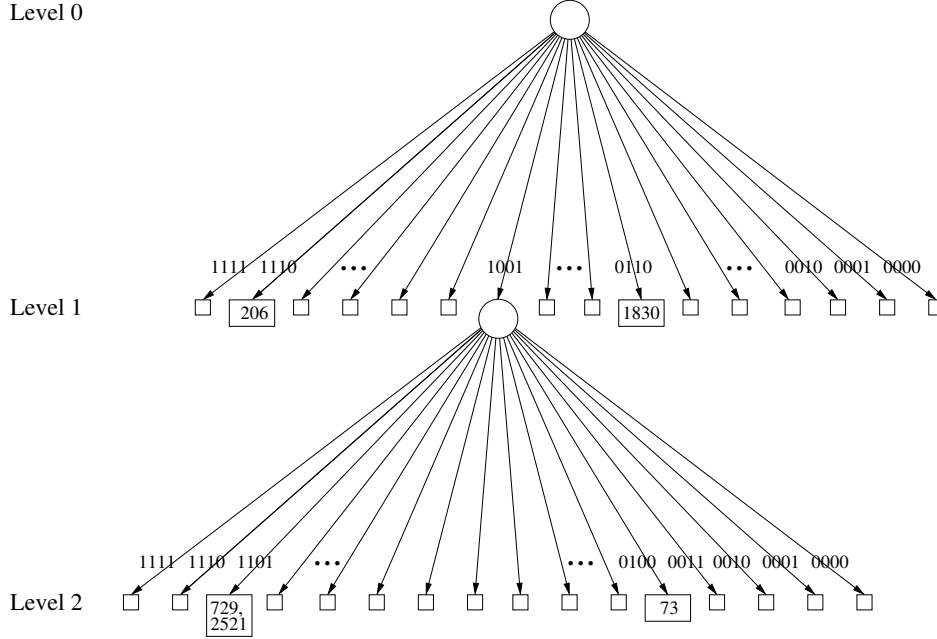 Level 0
1111 1110 ••• 1001 ••• 0110 ••• 0010 0001 0000
Level 1
206
1830
1111 1110 1101 ••• ••• 0100 0011 0010 0001 0000
Level 2
729,
2521
73